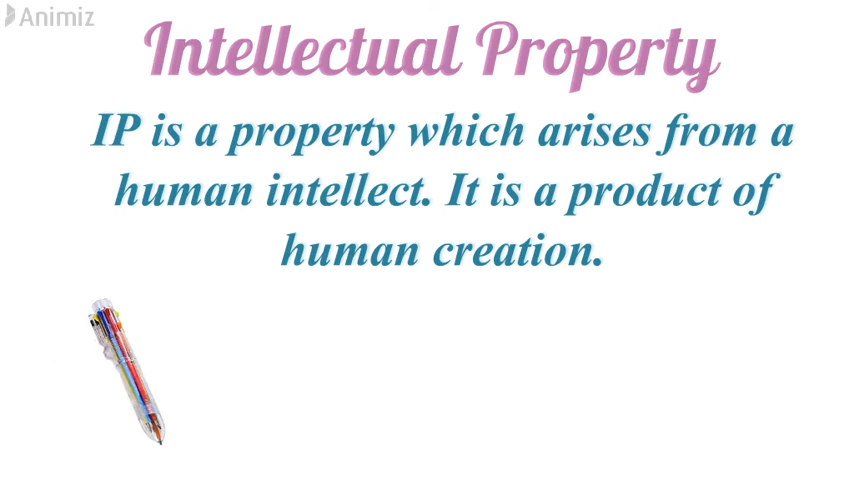 Animiz
Intellectual Property
IP is a property which arises from a
human intellect. It is a product of
human creation.